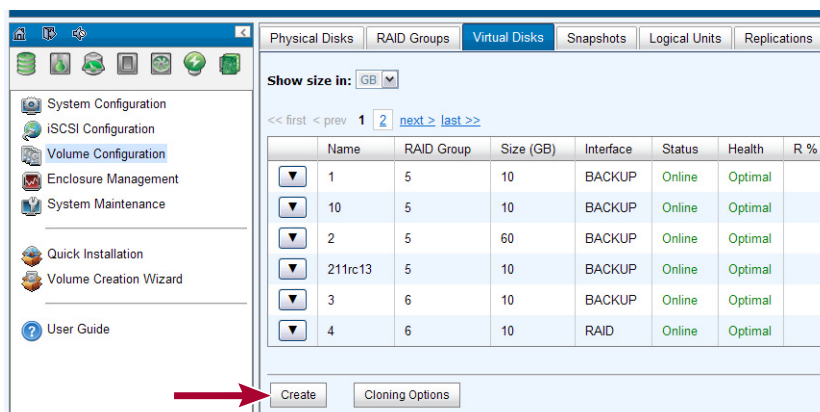 Physical Disks RAID Groups Virtual Disks Snapshots Logical Units Replications
System Configuration
iSCSI Configuration
Volume Configuration
Enclosure Management
System Maintenance
Quick Installation
Volume Creation Wizard
User Guide
Show size in: GB
<< first < prev 1 2 next > last >>
Name RAID Group Size (GB) Interface Status Health R %
1 5 10 BACKUP Online Optimal
10 5 10 BACKUP Online Optimal
2 5 60 BACKUP Online Optimal
211rc13 5 10 BACKUP Online Optimal
3 6 10 BACKUP Online Optimal
4 6 10 RAID Online Optimal
Create Cloning Options